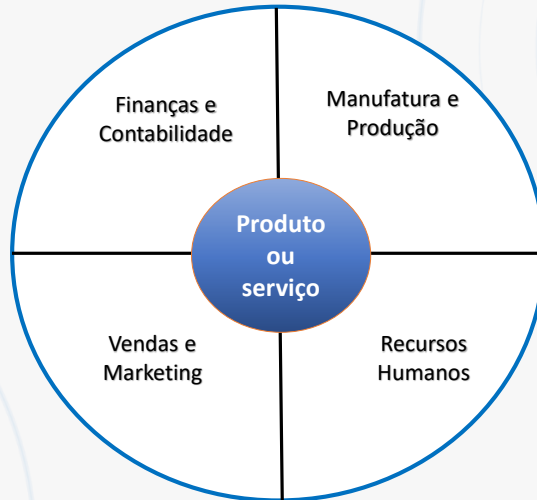 Finanças e
Contabilidade
Manufatura e
Produção
Produto
ou
serviço
Vendas e
Marketing
Recursos
Humanos